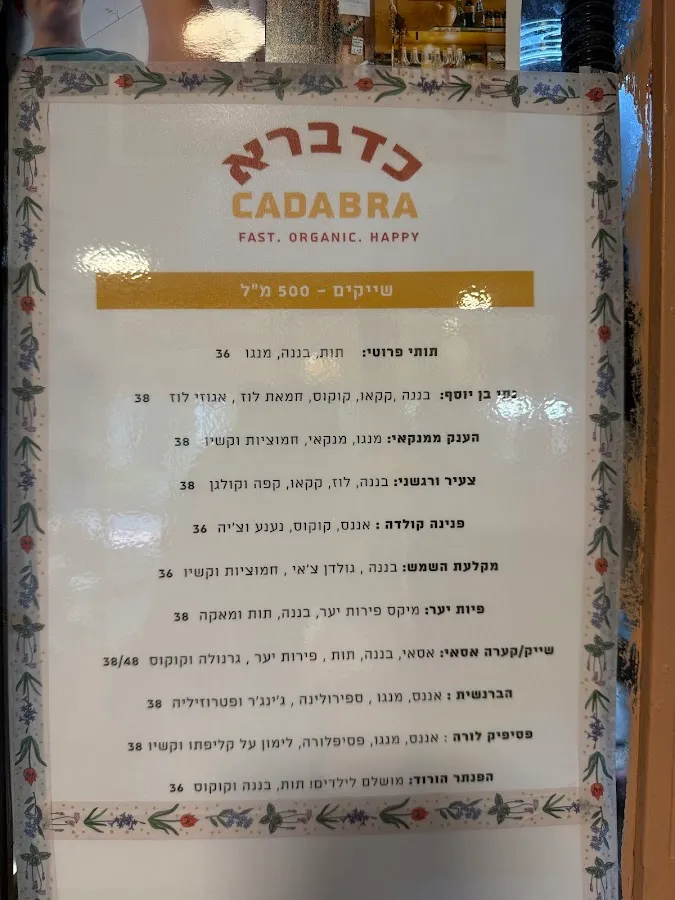 כדברא
CADABRA
FAST. ORGANIC. HAPPY
שייקים - 500 מ"ל
תותי פרוטי: תות, בננה, מנגו 36
בן יוסף: בננה ,קקאו, קוקוס, חמאת לוז , אגוזי לוז 38
הענק ממנקאי: מנגו, מנקאי, חמוציות וקשיו 38
צעיר ורגשני: בננה, לוז, קקאו, קפה וקולגן 38
פנינה קולדה : אננס, קוקוס, נענע וצ'יה 36
מקלעת השמש: בננה , גולדן צ'אי , חמוציות וקשיו 36
פיות יער: מיקס פירות יער, בננה, תות ומאקה 38
שייק/קערה אסאי: אסאי, בננה, תות , פירות יער , גרנולה וקוקוס 38/48
הברנשית : אננס, מנגו , ספירולינה , ג'ינג'ר ופטרוזיליה 38
פסיפיק לורה : אננס, מנגו, פסיפלורה, לימון על קליפתו וקשיו 38
הפנתר הורוד: מושלם לילדים! תות, בננה וקוקוס 36